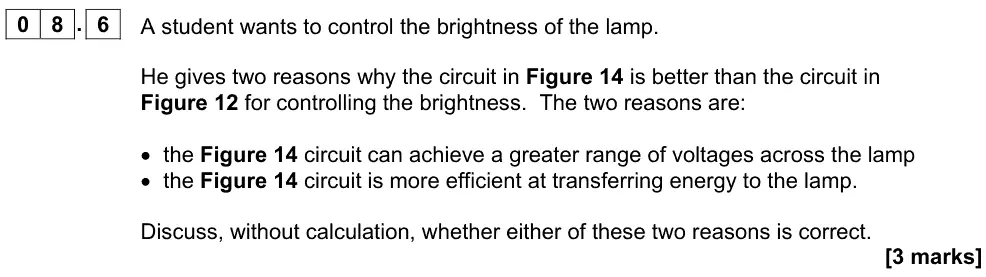 08.6 A student wants to control the brightness of the lamp.
He gives two reasons why the circuit in Figure 14 is better than the circuit in
Figure 12 for controlling the brightness. The two reasons are:
• the Figure 14 circuit can achieve a greater range of voltages across the lamp
• the Figure 14 circuit is more efficient at transferring energy to the lamp.
Discuss, without calculation, whether either of these two reasons is correct.
[3 marks]